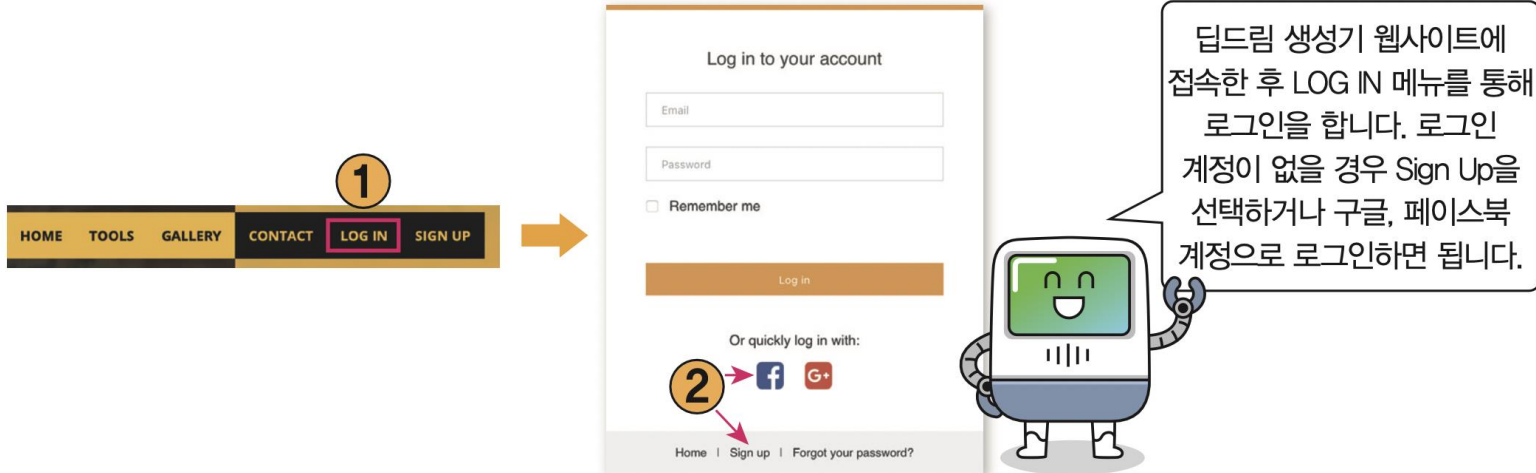 1
HOME TOOLS GALLERY CONTACT LOG IN SIGN UP
Log in to your account
Email
Password
Remember me
Log in
Or quickly log in with:
2
f G+
Home | Sign up | Forgot your password?
딥드림 생성기 웹사이트에
접속한 후 LOG IN 메뉴를 통해
로그인을 합니다. 로그인
계정이 없을 경우 Sign Up을
선택하거나 구글, 페이스북
계정으로 로그인하면 됩니다.